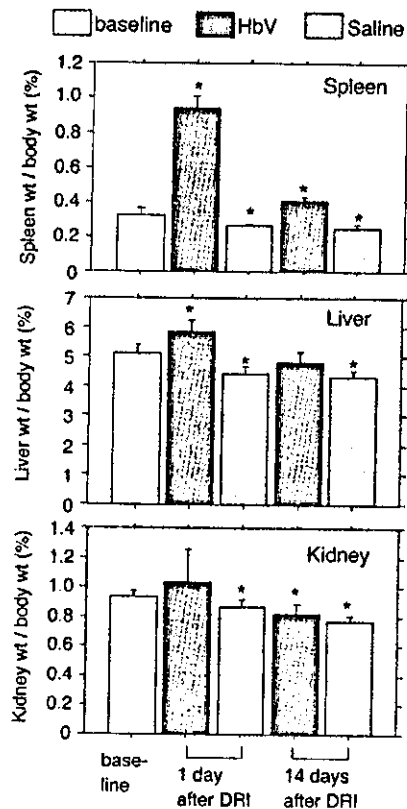 baseline HbV Saline
Spleen
Spleen wt / body wt (%)
1.2
1.0
0.8
0.6
0.4
0.2
0
*
*
*
*
Liver
Liver wt / body wt (%)
7
6
5
4
3
2
1
0
*
*
*
Kidney
Kidney wt / body wt (%)
1.4
1.2
1.0
0.8
0.6
0.4
0.2
0
*
*
*
base-
line
1 day
after DRI
14 days
after DRI